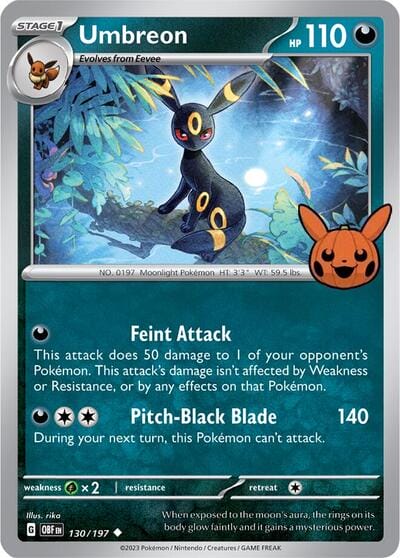 STAGE 1
Umbreon
HP 110
Evolves from Eevee
NO. 0197 Moonlight Pokémon HT: 3'3" WT: 59.5 lbs.
Feint Attack
This attack does 50 damage to 1 of your opponent's
Pokémon. This attack's damage isn't affected by Weakness
or Resistance, or by any effects on that Pokémon.
Pitch-Black Blade 140
During your next turn, this Pokémon can't attack.
weakness ×2 resistance retreat
Illus. rika
G OBF EN 130/197
When exposed to the moon's aura, the rings on
its body glow faintly and it gains a mysterious power.
©2023 Pokémon / Nintendo / Creatures / GAME FREAK